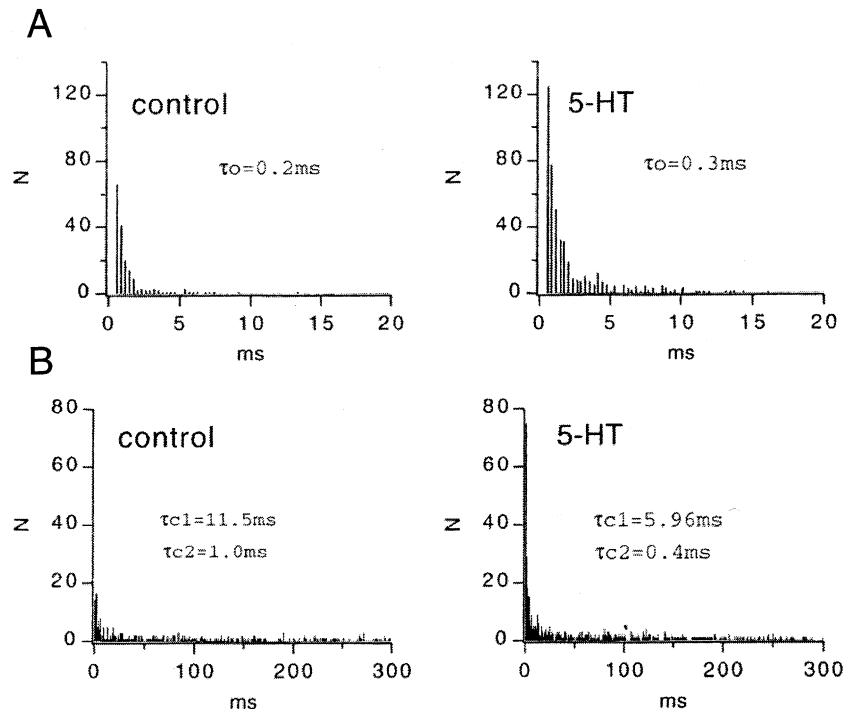 A
control
τo=0.2ms
N
120
80
40
0
0 5 10 15 20
ms
5-HT
τo=0.3ms
N
120
80
40
0
0 5 10 15 20
ms
B
control
τc1=11.5ms
τc2=1.0ms
N
80
60
40
20
0
0 100 200 300
ms
5-HT
τc1=5.96ms
τc2=0.4ms
N
80
60
40
20
0
0 100 200 300
ms